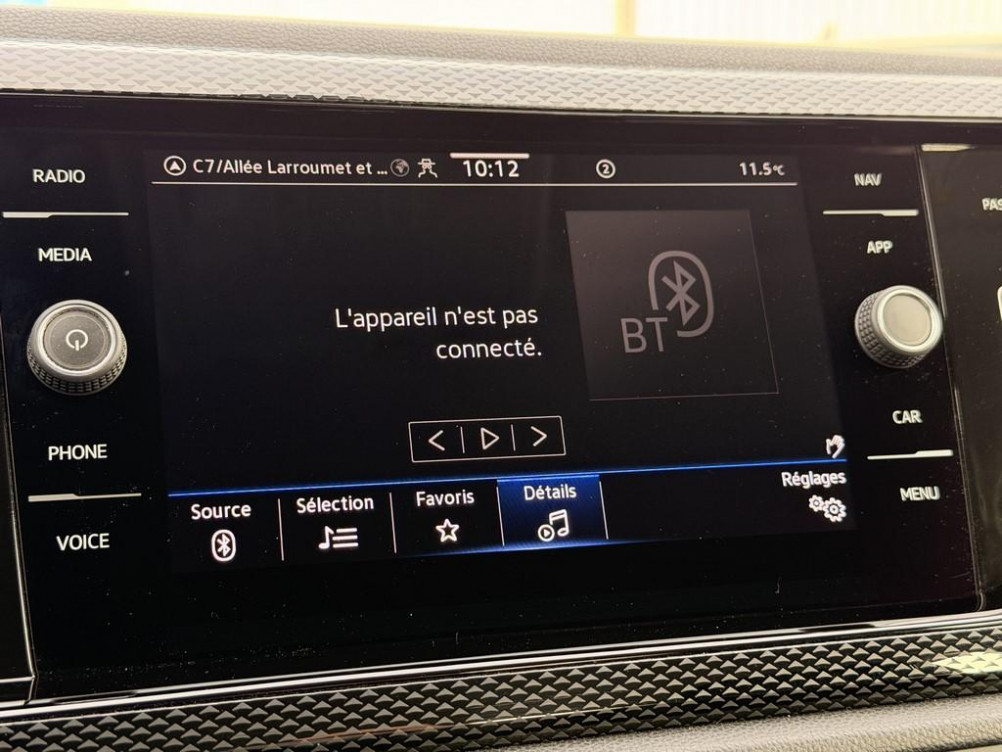 RADIO
MEDIA
PHONE
VOICE
C7/Allée Larroumet et ...
10:12
2
11.5°C
L'appareil n'est pas
connecté.
BT
Source
Sélection
Favoris
Détails
Réglages
NAV
APP
CAR
MENU
PAS